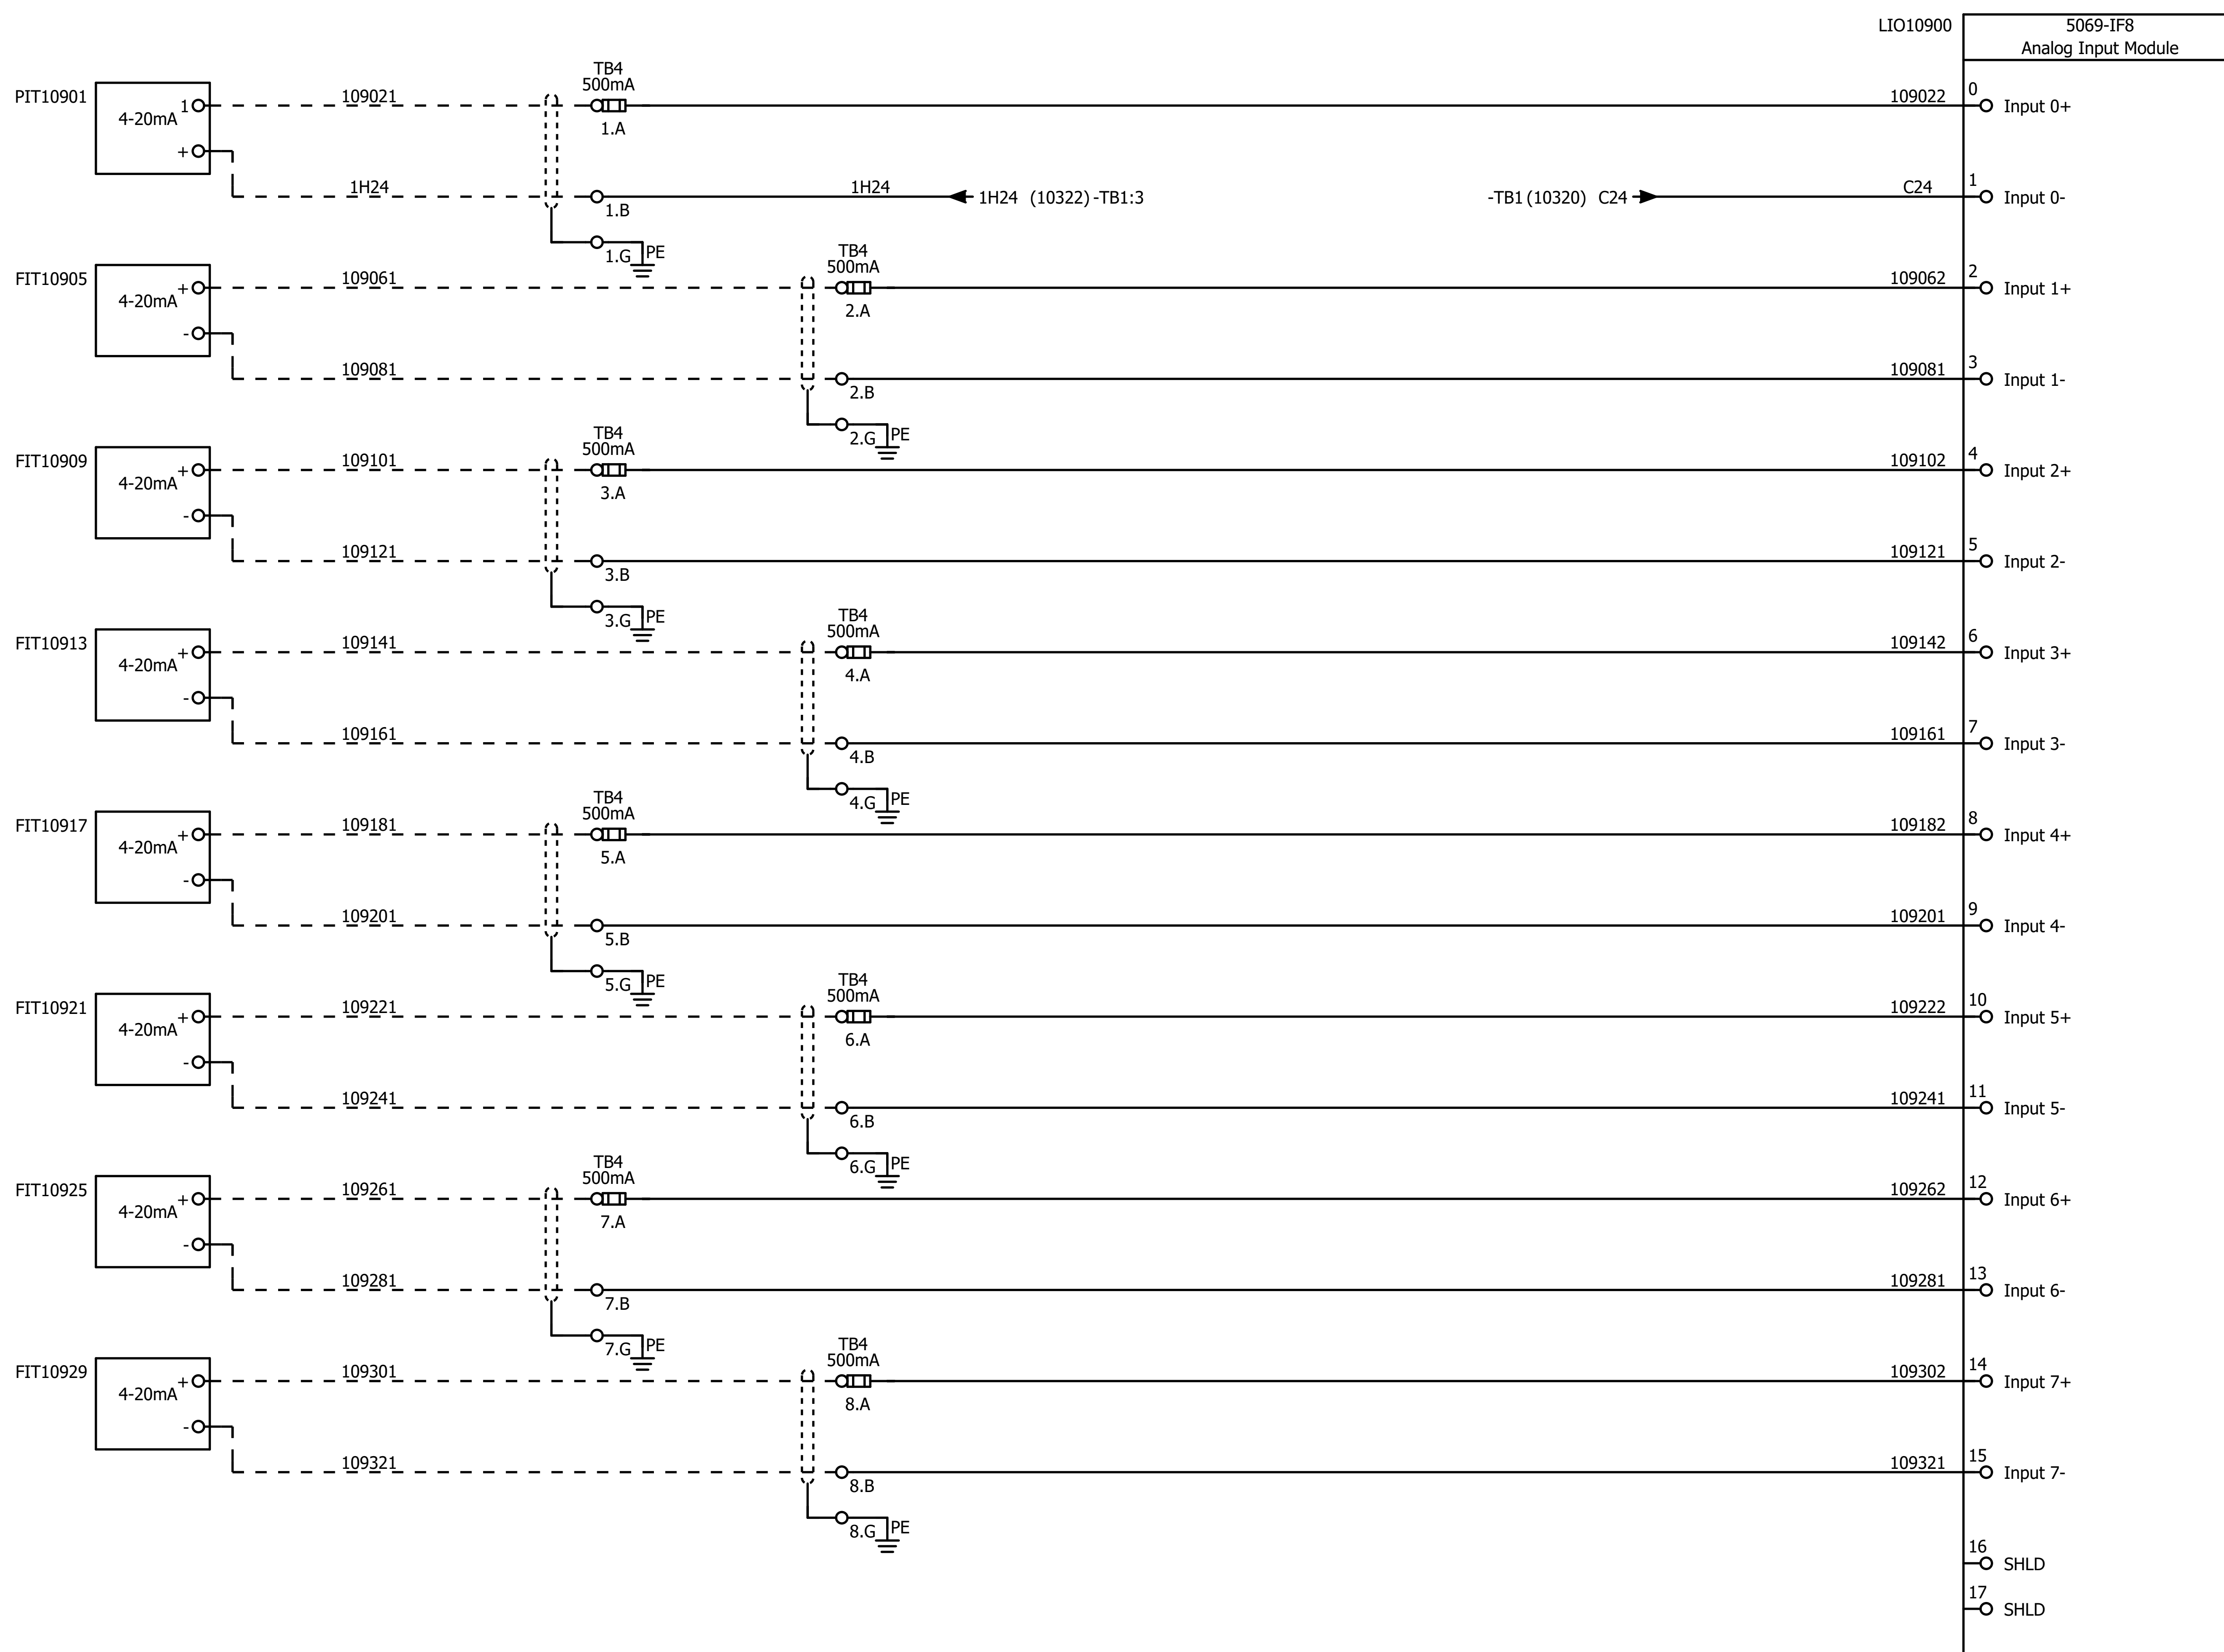 LIO10900
5069-IF8
Analog Input Module
PIT10901
4-20mA
1
+
109021
TB4
500mA
1.A
109022
0
Input 0+
1H24
1.B
1H24
1H24 (10322)-TB1:3
-TB1(10320) C24
C24
1
Input 0-
1.G
PE
FIT10905
4-20mA
+
-
109061
TB4
500mA
2.A
109062
2
Input 1+
109081
2.B
109081
3
Input 1-
2.G
PE
FIT10909
4-20mA
+
-
109101
TB4
500mA
3.A
109102
4
Input 2+
109121
3.B
109121
5
Input 2-
3.G
PE
FIT10913
4-20mA
+
-
109141
TB4
500mA
4.A
109142
6
Input 3+
109161
4.B
109161
7
Input 3-
4.G
PE
FIT10917
4-20mA
+
-
109181
TB4
500mA
5.A
109182
8
Input 4+
109201
5.B
109201
9
Input 4-
5.G
PE
FIT10921
4-20mA
+
-
109221
TB4
500mA
6.A
109222
10
Input 5+
109241
6.B
109241
11
Input 5-
6.G
PE
FIT10925
4-20mA
+
-
109261
TB4
500mA
7.A
109262
12
Input 6+
109281
7.B
109281
13
Input 6-
7.G
PE
FIT10929
4-20mA
+
-
109301
TB4
500mA
8.A
109302
14
Input 7+
109321
8.B
109321
15
Input 7-
8.G
PE
16
SHLD
17
SHLD